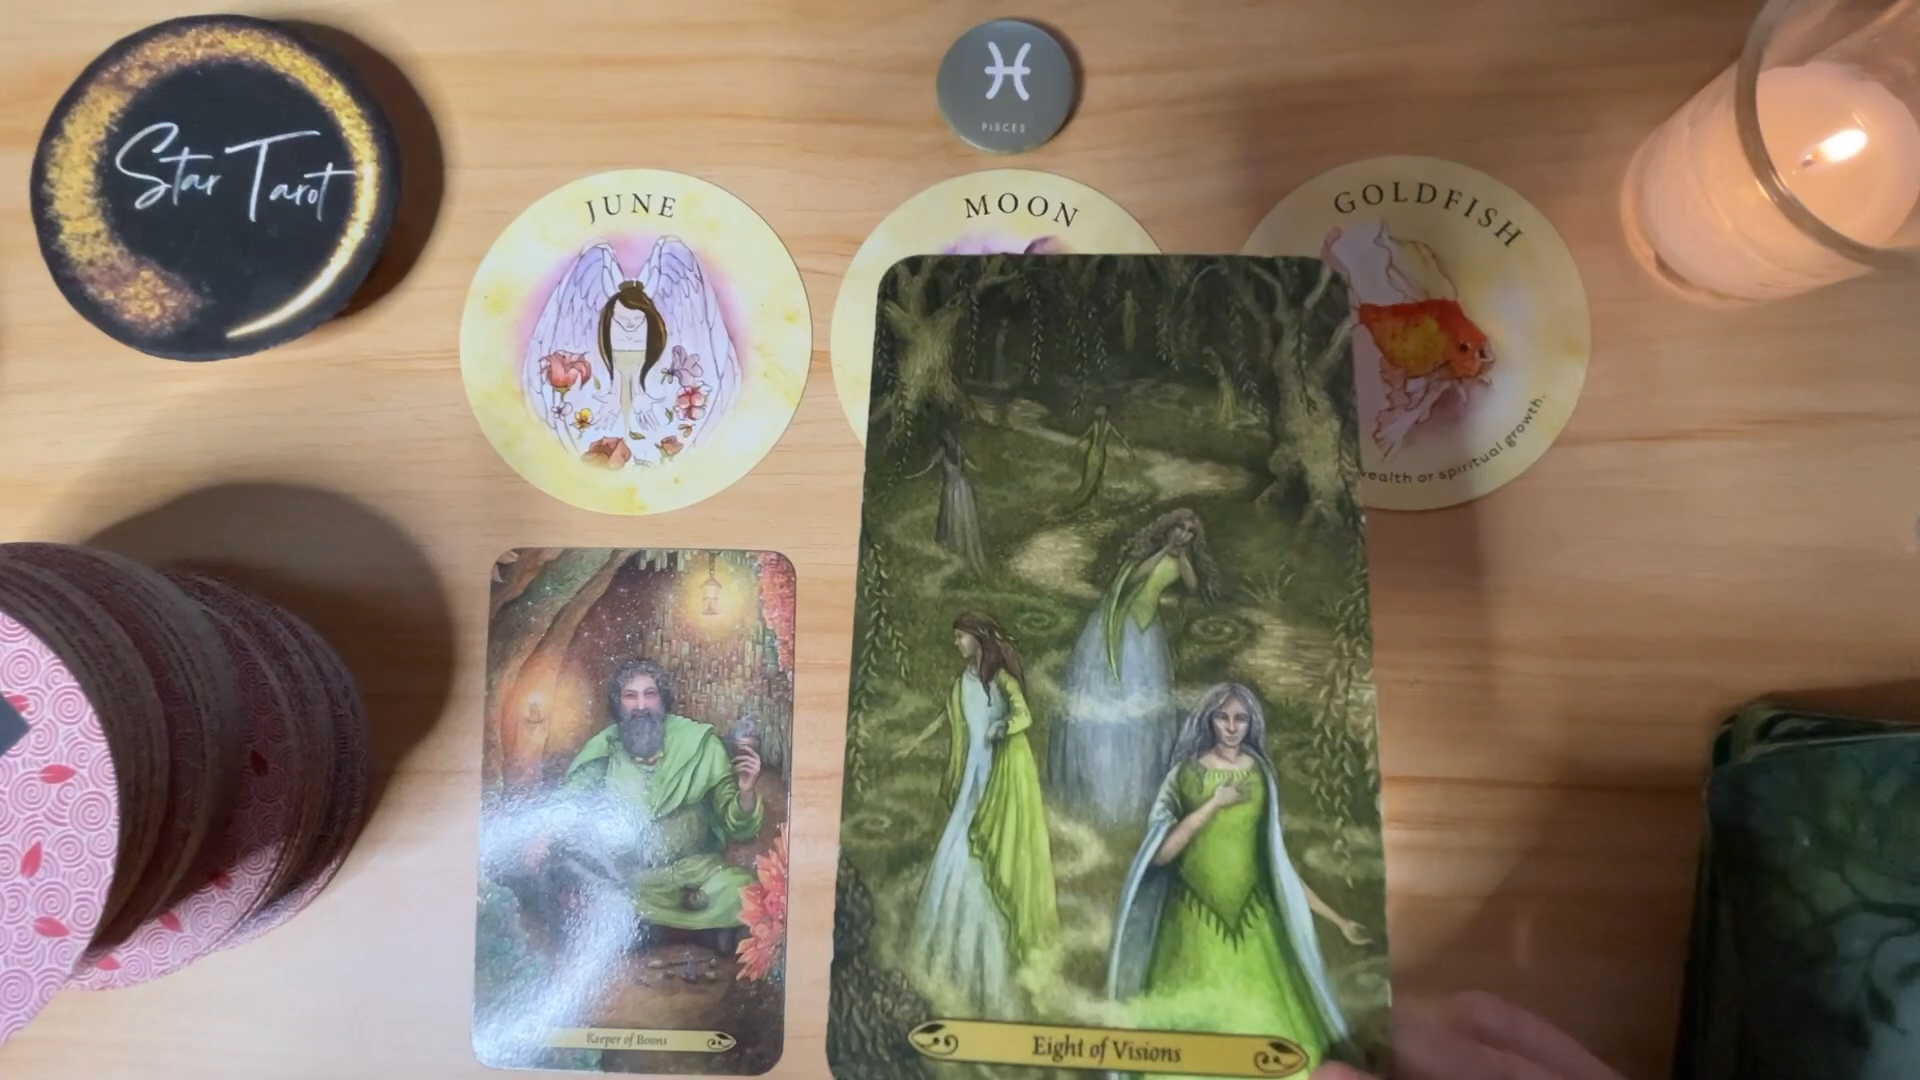 Star Tarot
PISCES
JUNE
MOON
GOLDFISH
wealth or spiritual growth.
Keeper of Boons
Eight of Visions